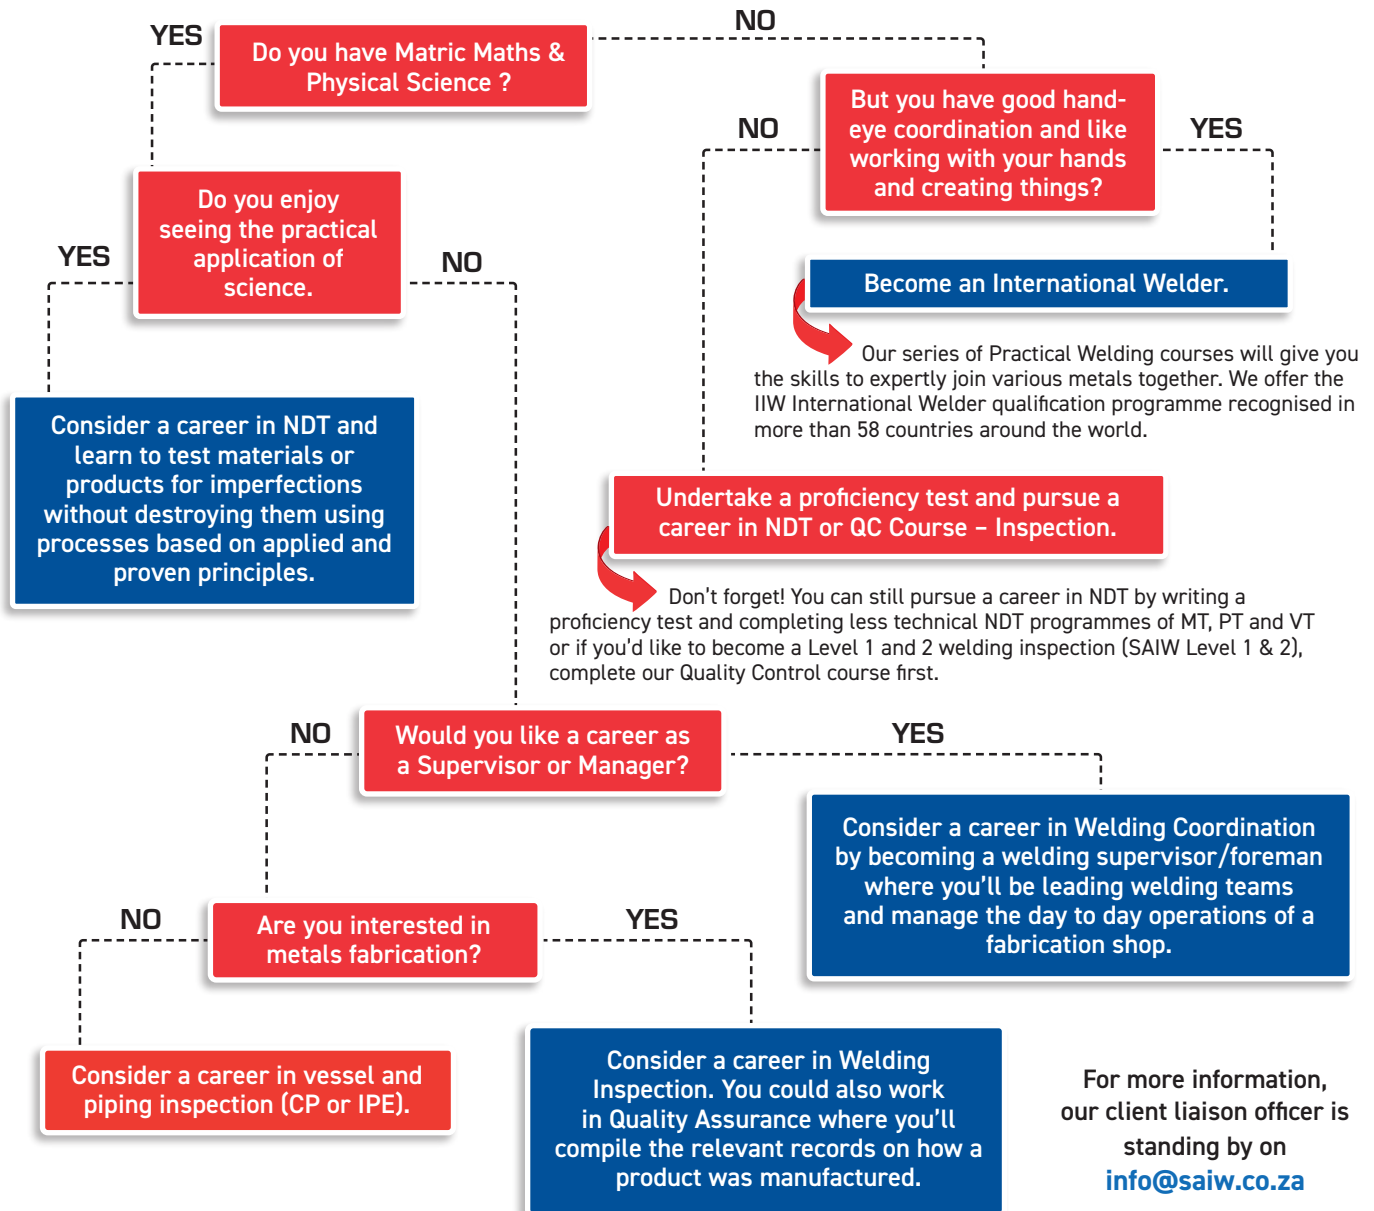 YES
Do you have Matric Maths &
Physical Science ?
NO
But you have good hand-
eye coordination and like
working with your hands
and creating things?
NO
YES
Do you enjoy
seeing the practical
application of
science.
YES
NO
Become an International Welder.
Our series of Practical Welding courses will give you
the skills to expertly join various metals together. We offer the
IIW International Welder qualification programme recognised in
more than 58 countries around the world.
Consider a career in NDT and
learn to test materials or
products for imperfections
without destroying them using
processes based on applied and
proven principles.
Undertake a proficiency test and pursue a
career in NDT or QC Course – Inspection.
Don't forget! You can still pursue a career in NDT by writing a
proficiency test and completing less technical NDT programmes of MT, PT and VT
or if you'd like to become a Level 1 and 2 welding inspection (SAIW Level 1 & 2),
complete our Quality Control course first.
NO
Would you like a career as
a Supervisor or Manager?
YES
Consider a career in Welding Coordination
by becoming a welding supervisor/foreman
where you'll be leading welding teams
and manage the day to day operations of a
fabrication shop.
NO
Are you interested in
metals fabrication?
YES
Consider a career in vessel and
piping inspection (CP or IPE).
Consider a career in Welding
Inspection. You could also work
in Quality Assurance where you'll
compile the relevant records on how a
product was manufactured.
For more information,
our client liaison officer is
standing by on
info@saiw.co.za